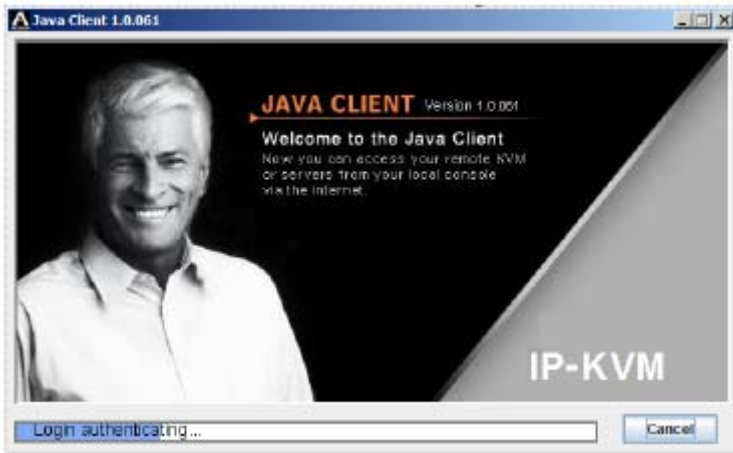 Java Client 1.0.061
JAVA CLIENT Version 1.0.061
Welcome to the Java Client
Now you can access your remote KVM
or servers from your local console
via the internet.
IP-KVM
Login authenticating...
Cancel